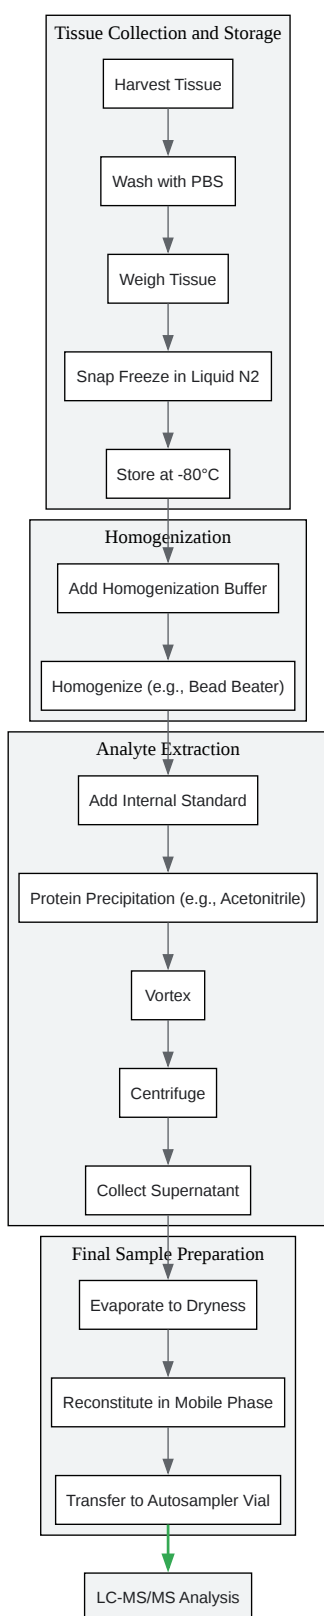 Tissue Collection and Storage
Harvest Tissue
Wash with PBS
Weigh Tissue
Snap Freeze in Liquid N2
Store at -80°C
Homogenization
Add Homogenization Buffer
Homogenize (e.g., Bead Beater)
Analyte Extraction
Add Internal Standard
Protein Precipitation (e.g., Acetonitrile)
Vortex
Centrifuge
Collect Supernatant
Final Sample Preparation
Evaporate to Dryness
Reconstitute in Mobile Phase
Transfer to Autosampler Vial
LC-MS/MS Analysis